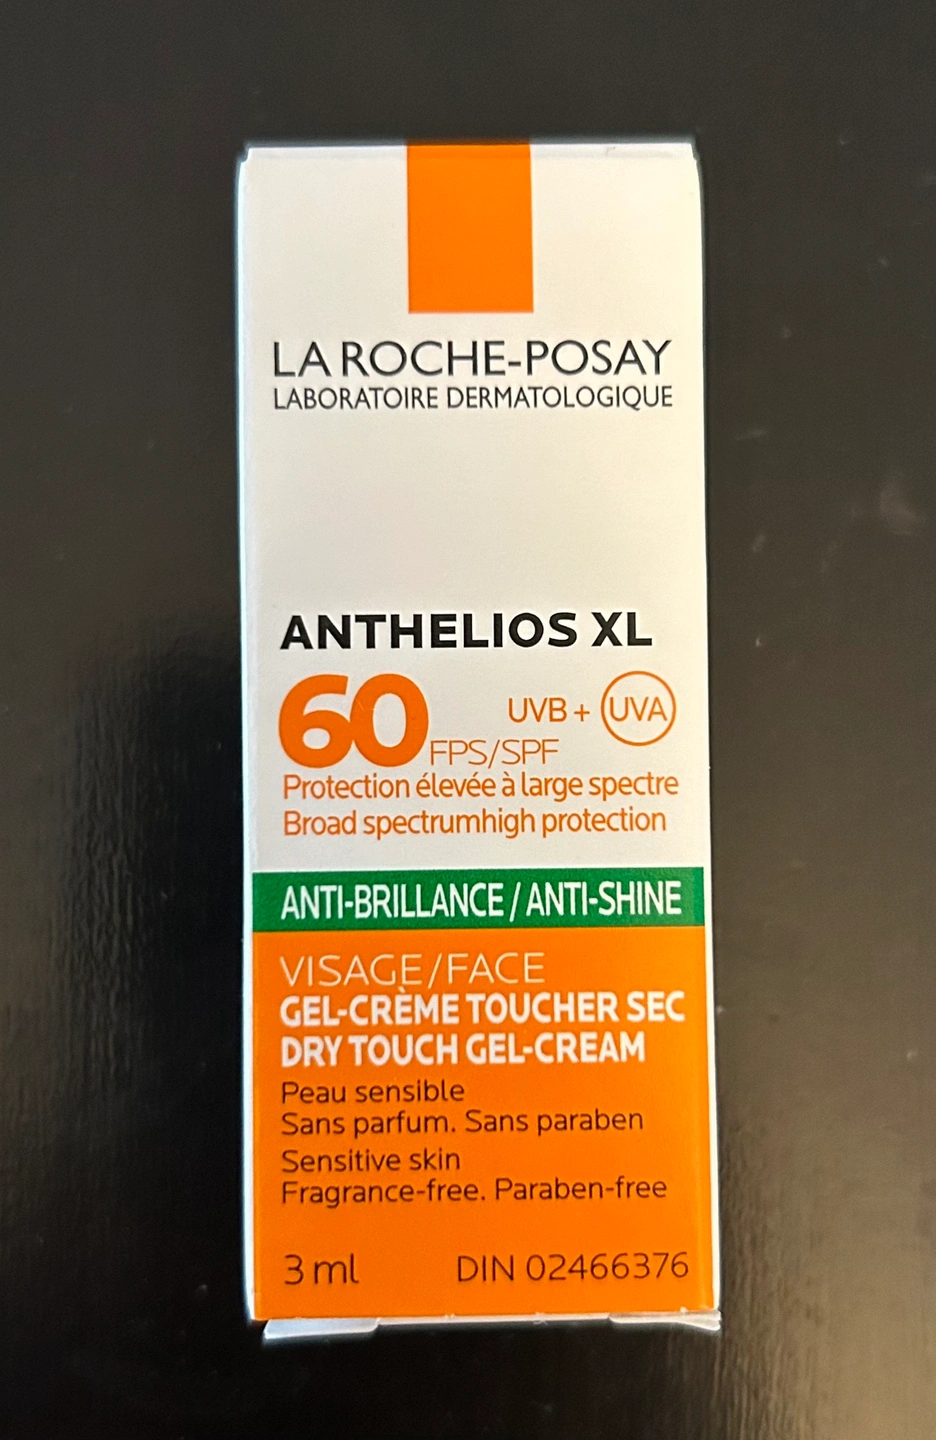 LA ROCHE-POSAY
LABORATOIRE DERMATOLOGIQUE
ANTHELIOS XL
60 FPS/SPF UVB + UVA
Protection élevée à large spectre
Broad spectrumhigh protection
ANTI-BRILLANCE / ANTI-SHINE
VISAGE/FACE
GEL-CRÈME TOUCHER SEC
DRY TOUCH GEL-CREAM
Peau sensible
Sans parfum. Sans paraben
Sensitive skin
Fragrance-free. Paraben-free
3 ml DIN 02466376